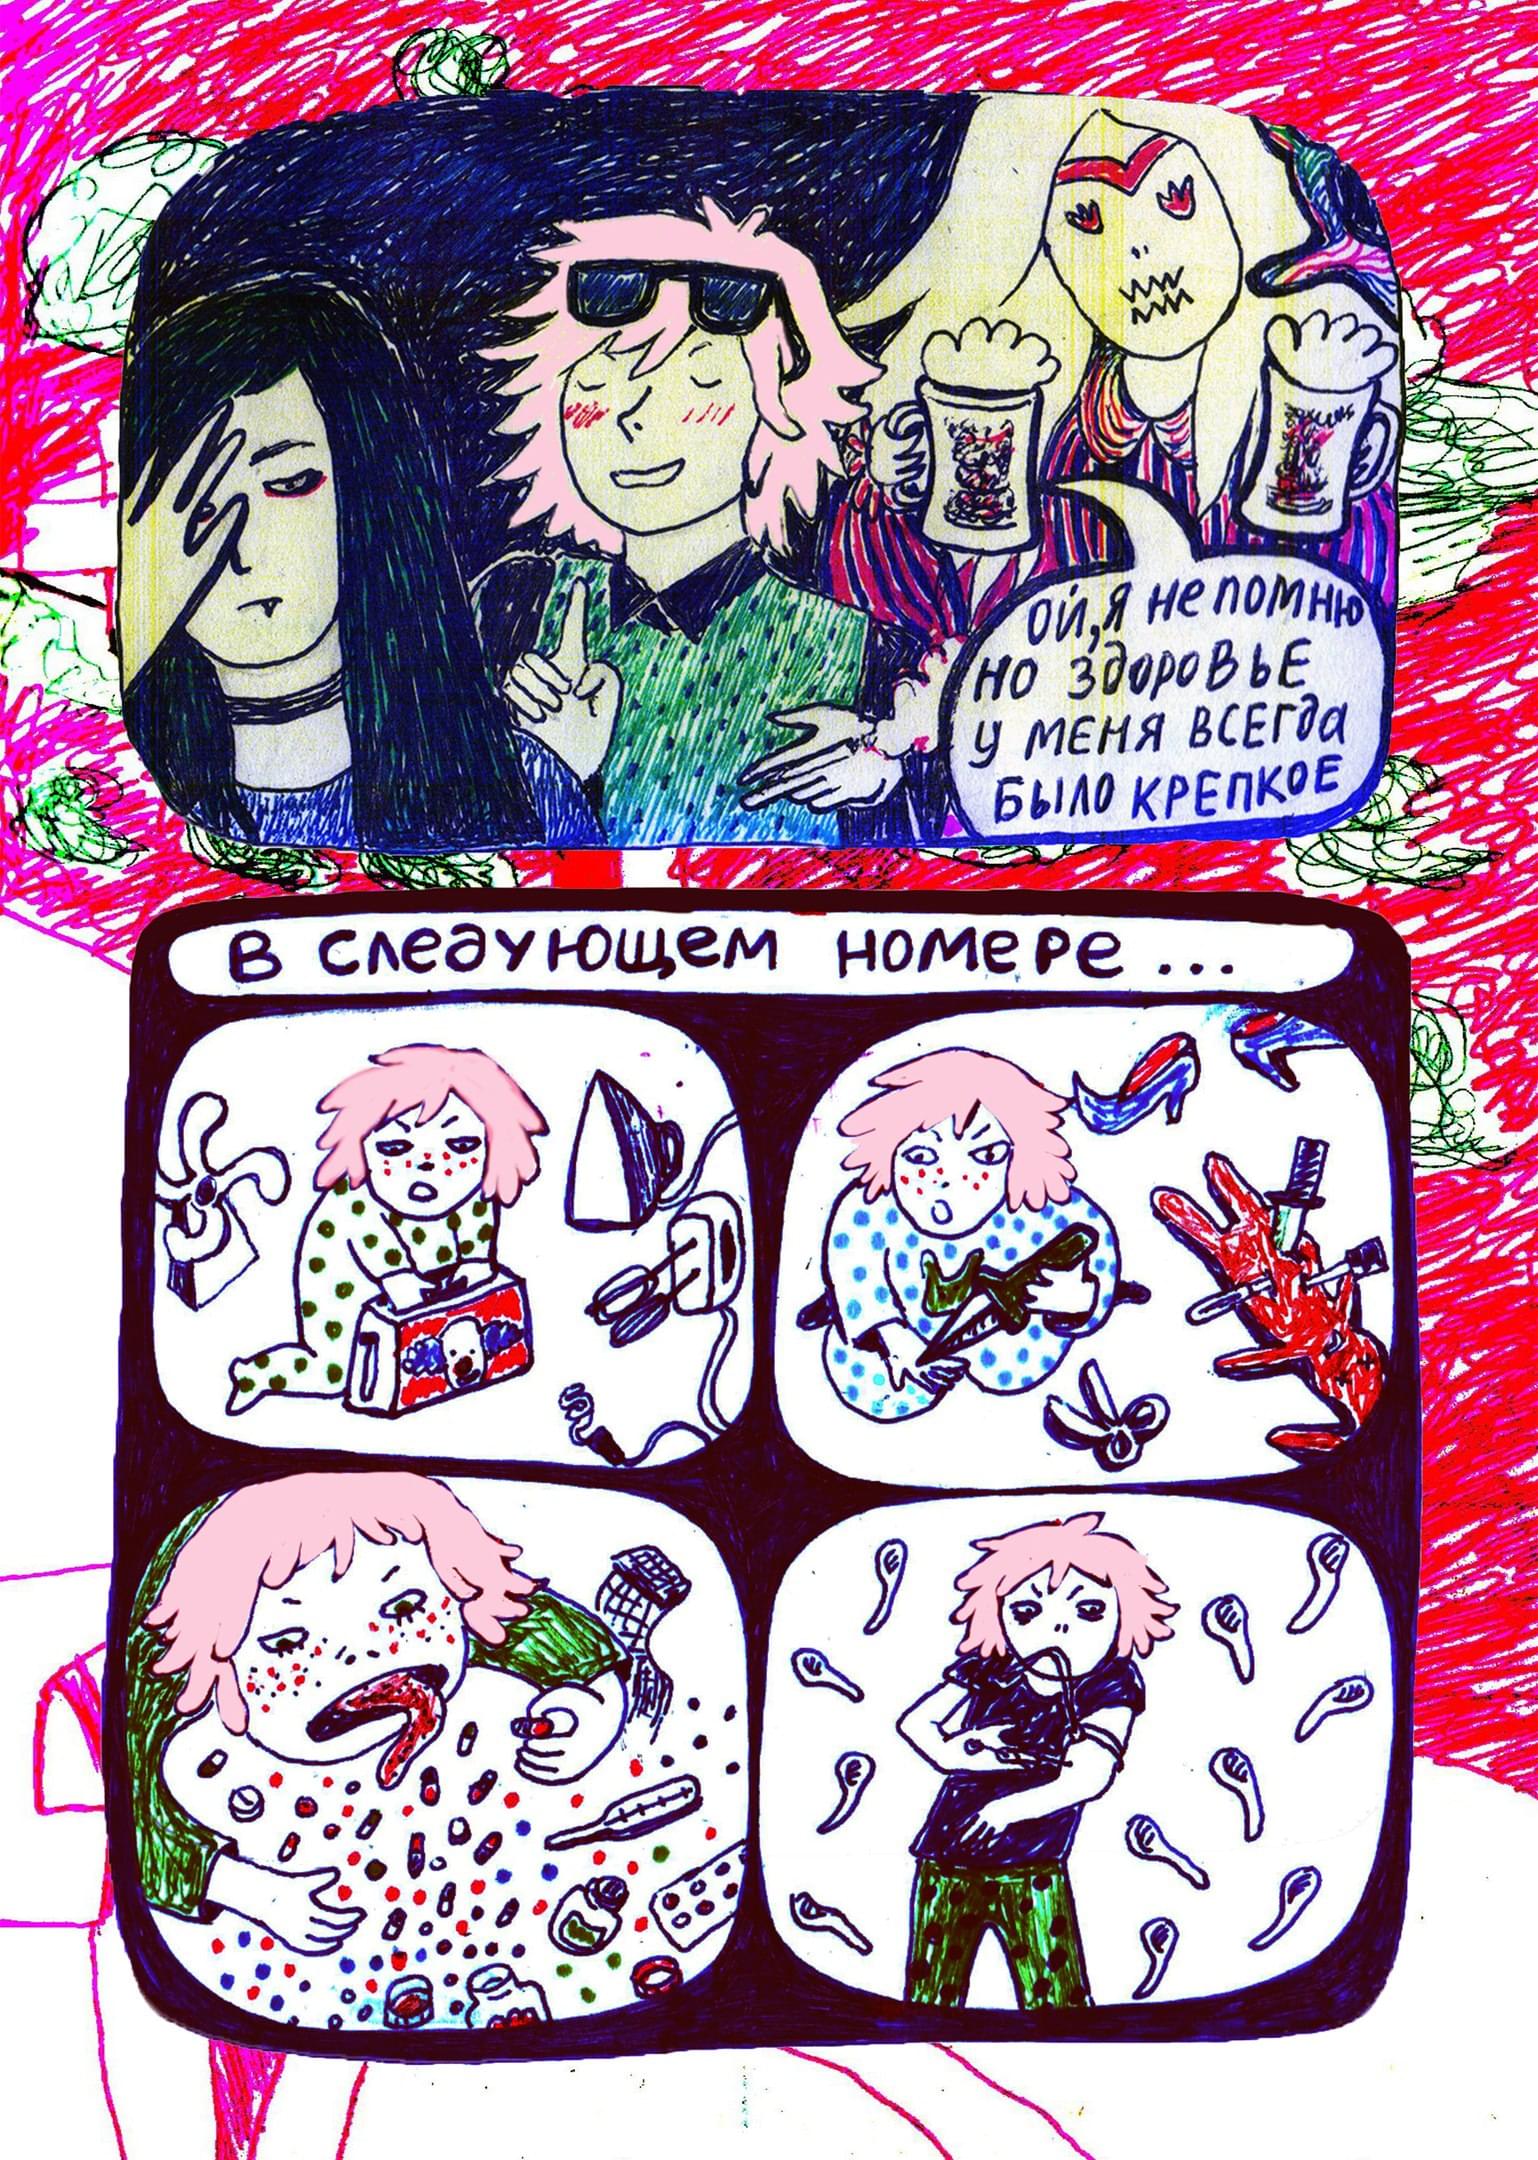 ой, я не помню
но здоровье
у меня всегда
было крепкое
в следующем номере...